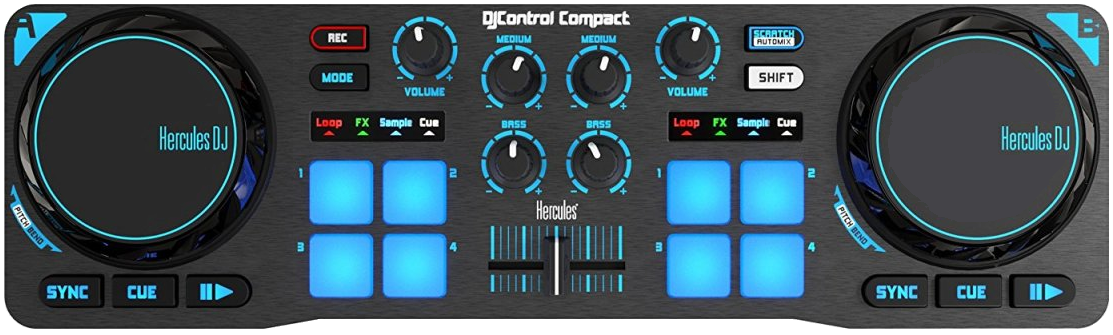 A
DJControl Compact
B
REC
MODE
VOLUME
MEDIUM
MEDIUM
VOLUME
SCRATCH
AUTOMIX
SHIFT
- +
- +
- +
- +
Loop FX Sample Cue
BASS
BASS
Loop FX Sample Cue
- +
- +
Hercules DJ
Hercules DJ
1
2
3
4
Hercules
1
2
3
4
PITCH BEND
PITCH BEND
SYNC
CUE
SYNC
CUE